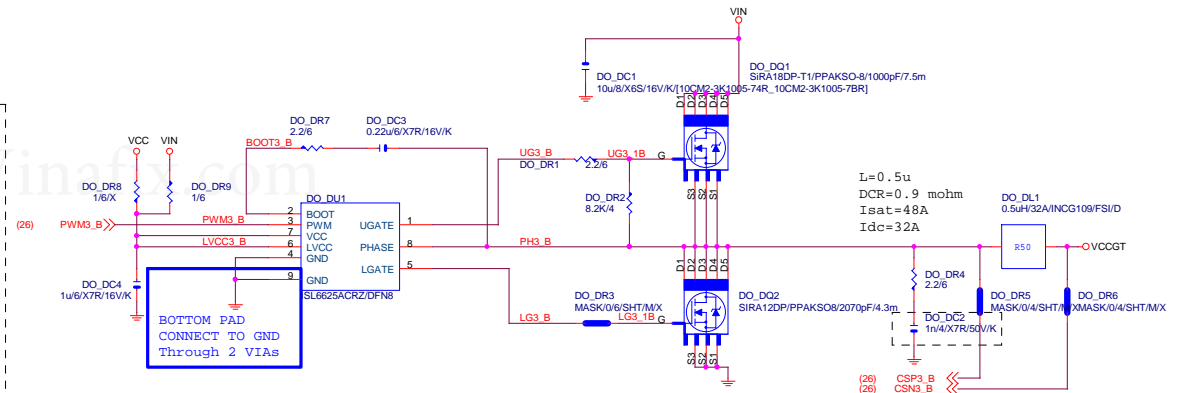 VIN
DO_DQ1
SiRA18DP-T1/PPAKSO-8/1000pF/7.5m
DO_DC1
10u/8/X6S/16V/K/[10CM2-3K1005-74R_10CM2-3K1005-7BR]
D1
D2
D3
D4
D5
DO_DR7
2.2/6
DO_DC3
0.22u/6/X7R/16V/K
VCC
VIN
BOOT3_B
UG3_B
DO_DR1
2.2/6
UG3_1B
G
S3
S2
S1
DO_DR8
1/6/X
DO_DR9
1/6
DO_DR2
8.2K/4
L=0.5u
DCR=0.9 mohm
Isat=48A
Idc=32A
DO_DL1
0.5uH/32A/INCG109/FSI/D
DO_DU1
(26)
PWM3_B
PWM3_B
LVCC3_B
2
BOOT
3
PWM
7
VCC
6
LVCC
4
GND
9
GND
UGATE
1
PHASE
8
LGATE
5
SL6625ACRZ/DFN8
PH3_B
R50
VCCGT
D1
D2
D3
D4
D5
DO_DC4
1u/6/X7R/16V/K
BOTTOM PAD
CONNECT TO GND
Through 2 VIAs
LG3_B
DO_DR3
MASK/0/6/SHT/M/X
LG3_1B
G
DO_DQ2
SIRA12DP/PPAKSO8/2070pF/4.3m
S3
S2
S1
DO_DR4
2.2/6
DO_DC2
1n/4/X7R/50V/K
DO_DR5
MASK/0/4/SHT/M/X
DO_DR6
MASK/0/4/SHT/M/X
(26)
CSP3_B
(26)
CSN3_B